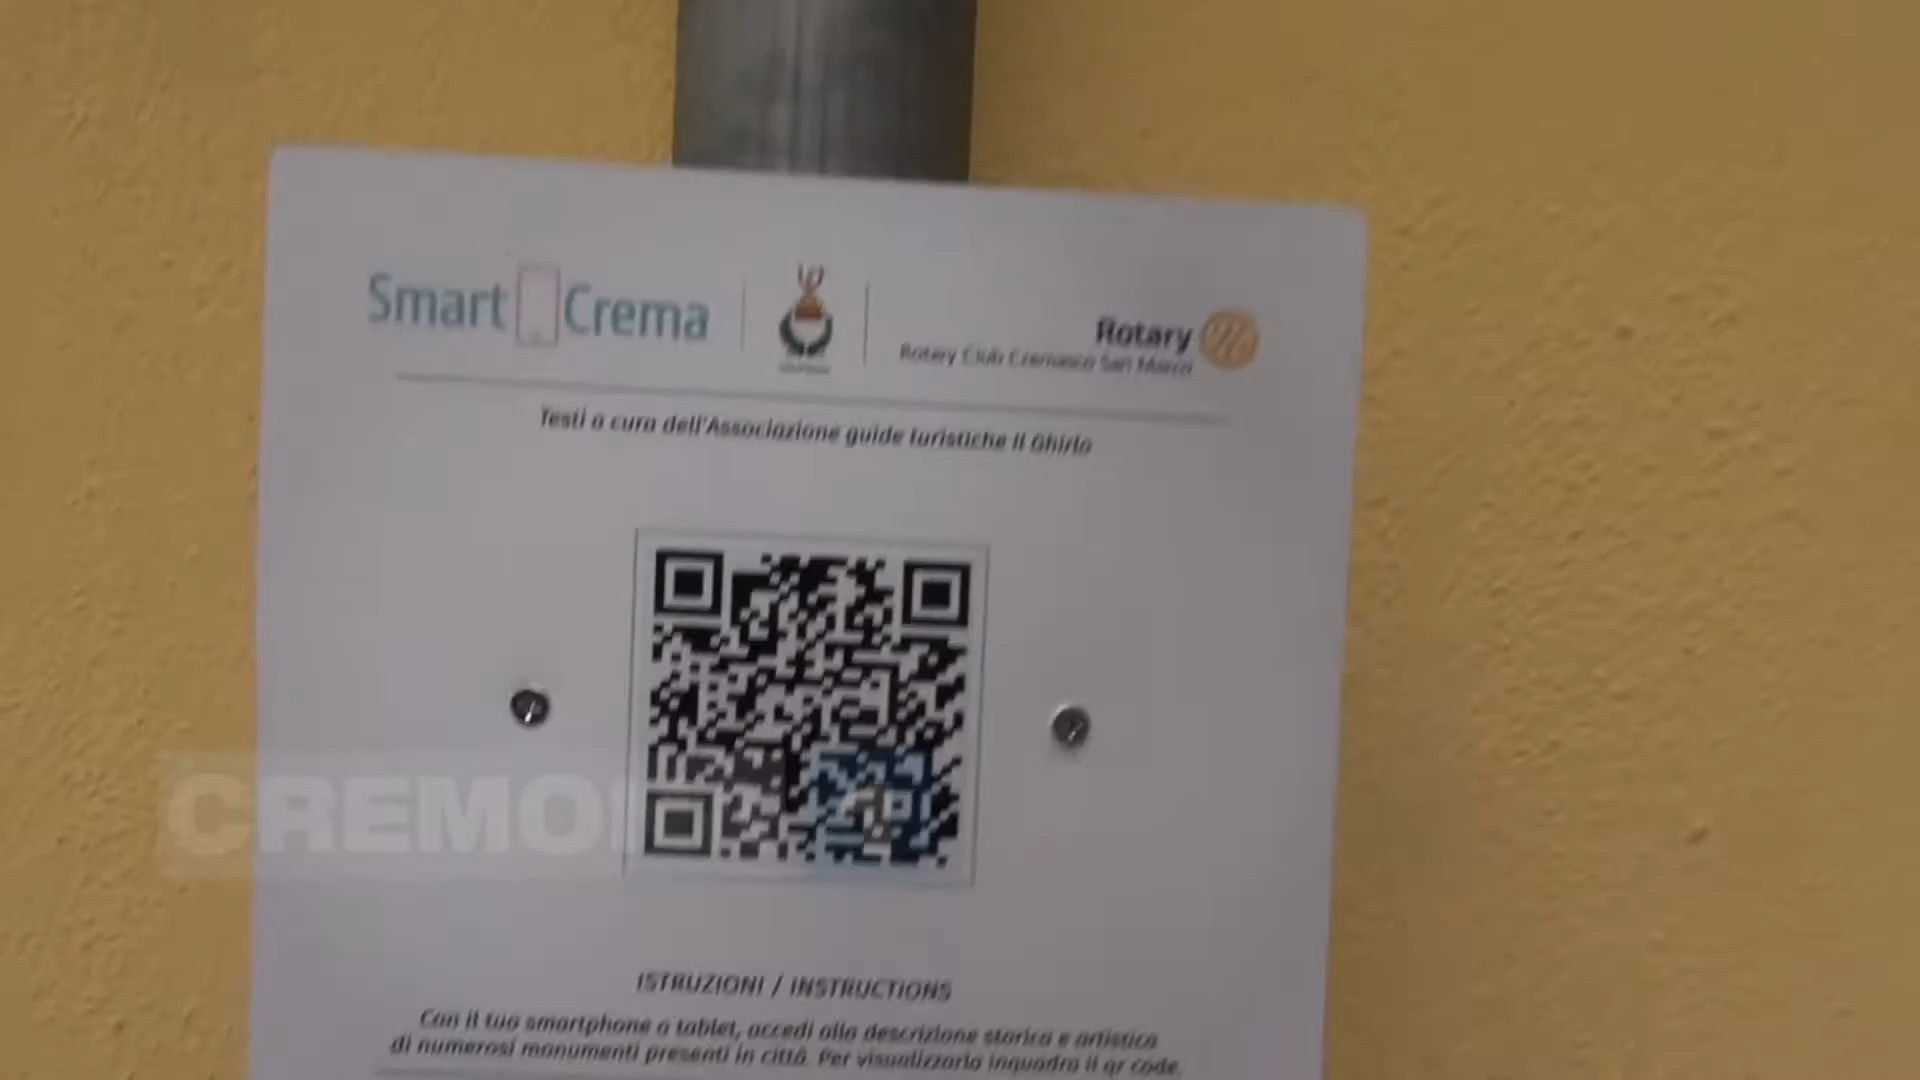 Smart Crema
Rotary
Rotary Club Cremasco San Marco
Testi a cura dell'Associazione guide turistiche Il Ghirlo
CREMO
ISTRUZIONI / INSTRUCTIONS
Con il tuo smartphone o tablet, accedi alla descrizione storica e artistica
di numerosi monumenti presenti in città. Per visualizzarla inquadra il qr code.